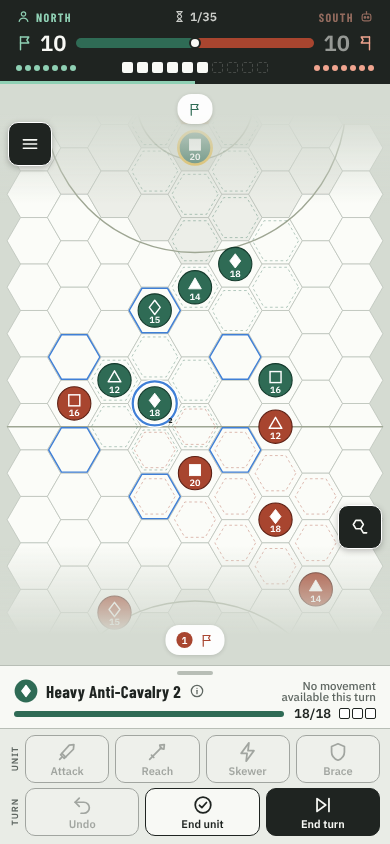 NORTH
1/35
SOUTH
10
10
20
18
14
15
12
16
16
18
2
12
20
18
14
15
1
Heavy Anti-Cavalry 2
No movement
available this turn
18/18
UNIT
Attack
Reach
Skewer
Brace
TURN
Undo
End unit
End turn